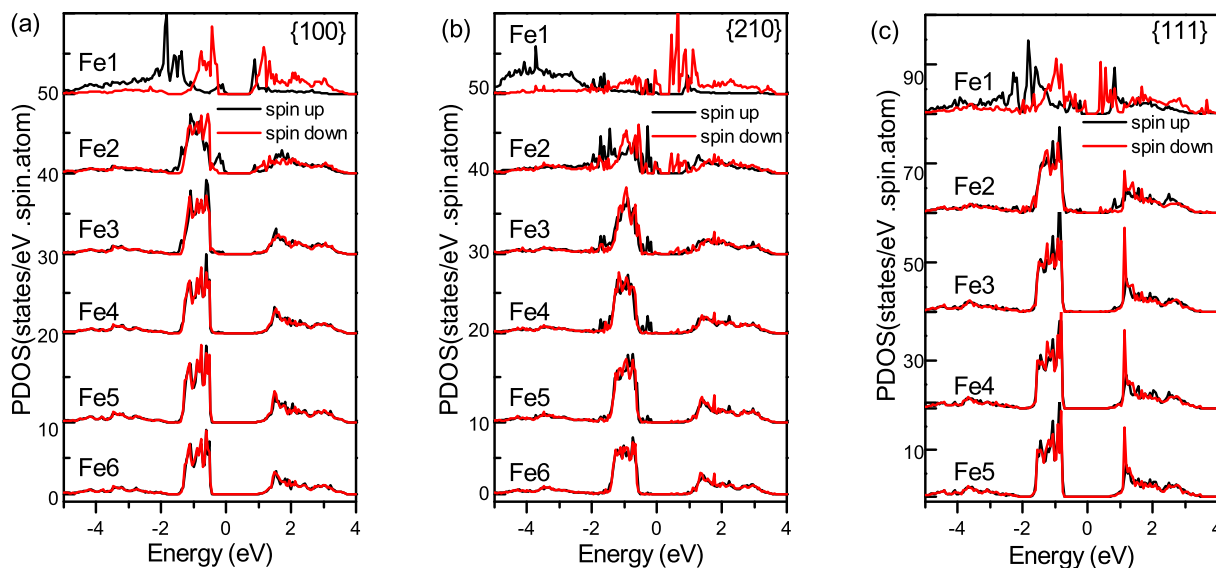 (a)
{100}
PDOS(states/eV .spin.atom)
Fe1
50
spin up
spin down
Fe2
40
Fe3
30
Fe4
20
Fe5
10
Fe6
0
-4 -2 0 2 4
Energy (eV)
(b)
{210}
PDOS(states/eV .spin.atom)
Fe1
50
spin up
spin down
Fe2
40
Fe3
30
Fe4
20
Fe5
10
Fe6
0
-4 -2 0 2 4
Energy (eV)
(c)
{111}
PDOS(states/eV .spin.atom)
90
Fe1
spin up
spin down
70
Fe2
50
Fe3
30
Fe4
10
Fe5
-4 -2 0 2 4
Energy (eV)